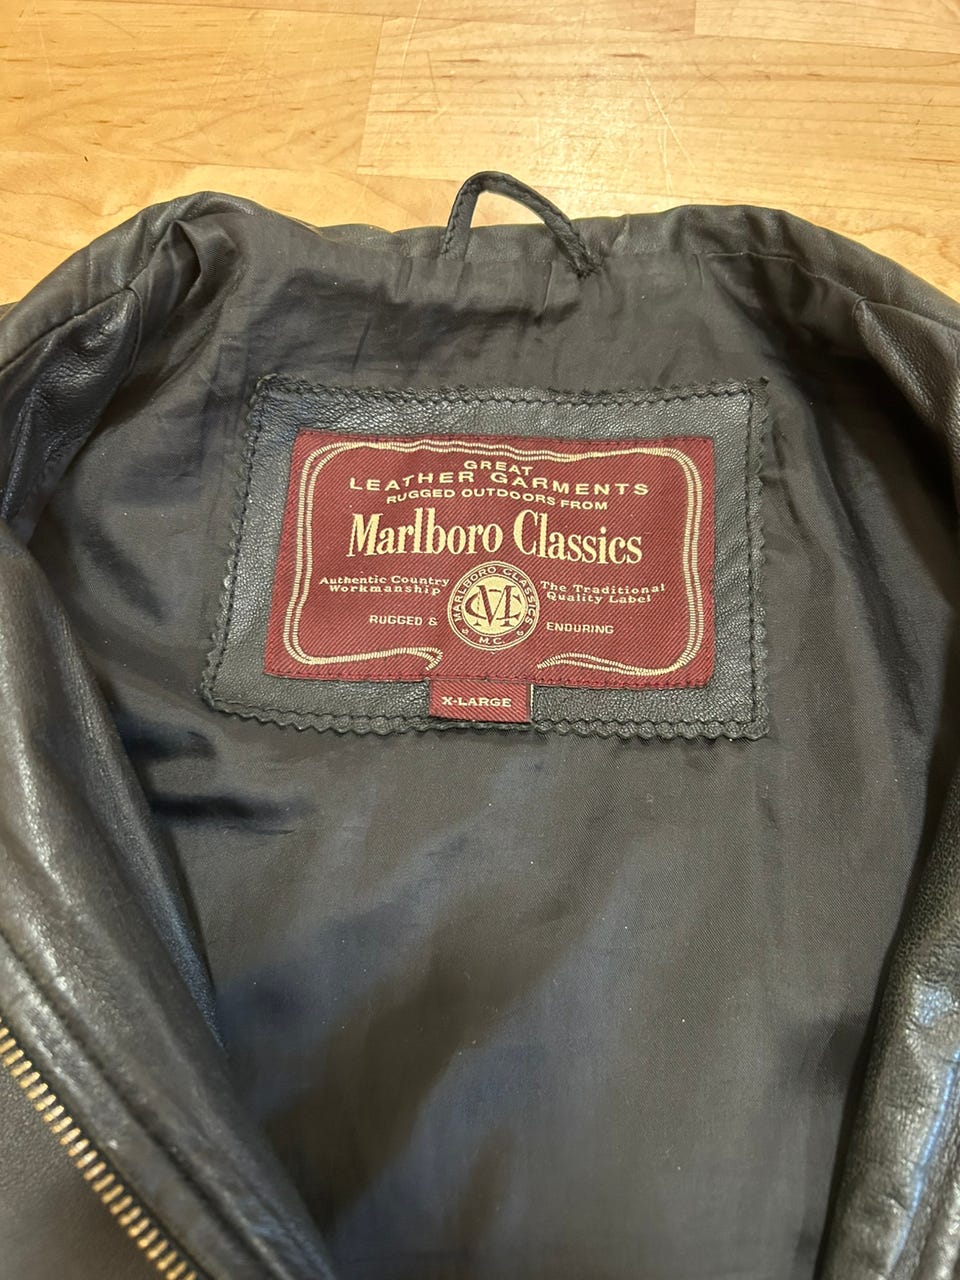 GREAT
LEATHER GARMENTS
RUGGED OUTDOORS FROM
Marlboro Classics
Authentic Country
Workmanship
MARLBORO CLASSICS
MC
M.C.
The Traditional
Quality Label
RUGGED &
ENDURING
X-LARGE